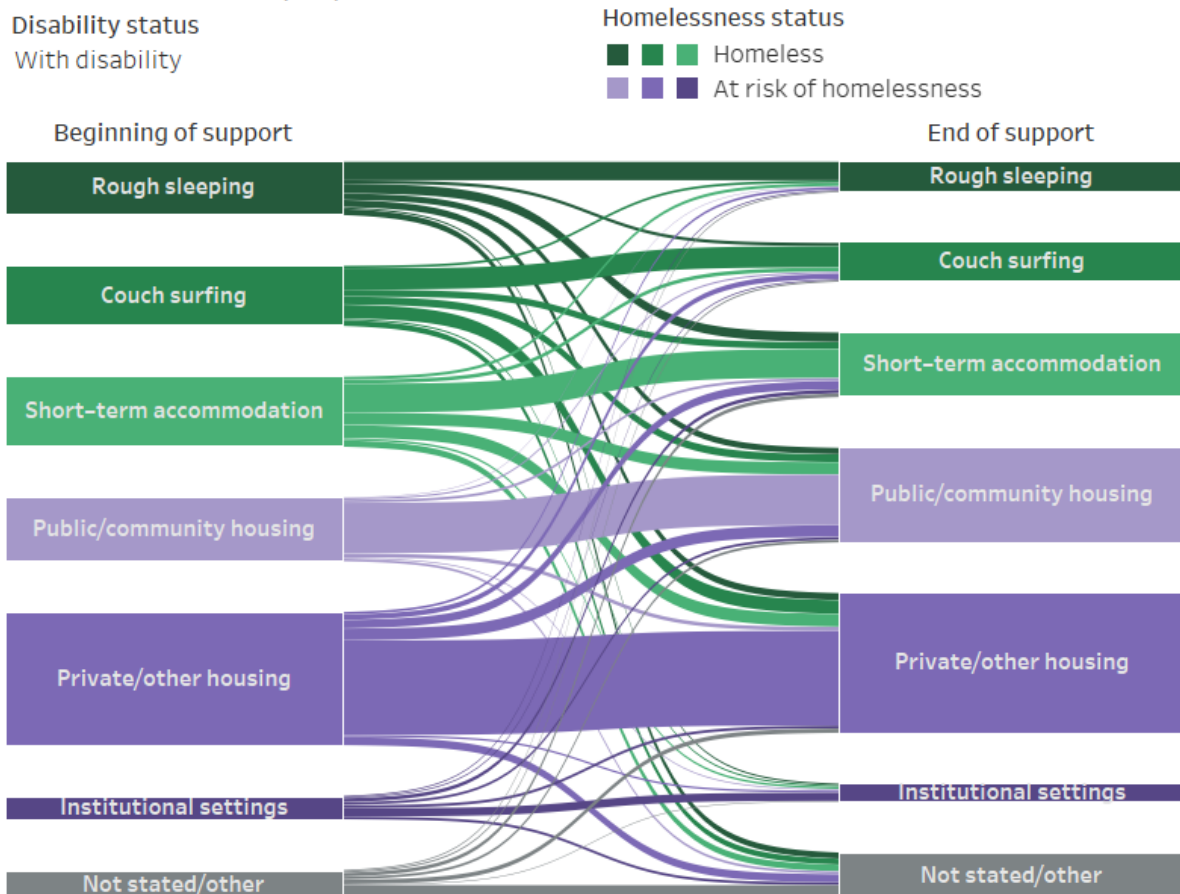 Disability status
With disability
Homelessness status
Homeless
At risk of homelessness
Beginning of support
End of support
Rough sleeping
Couch surfing
Short-term accommodation
Public/community housing
Private/other housing
Institutional settings
Not stated/other
Rough sleeping
Couch surfing
Short-term accommodation
Public/community housing
Private/other housing
Institutional settings
Not stated/other